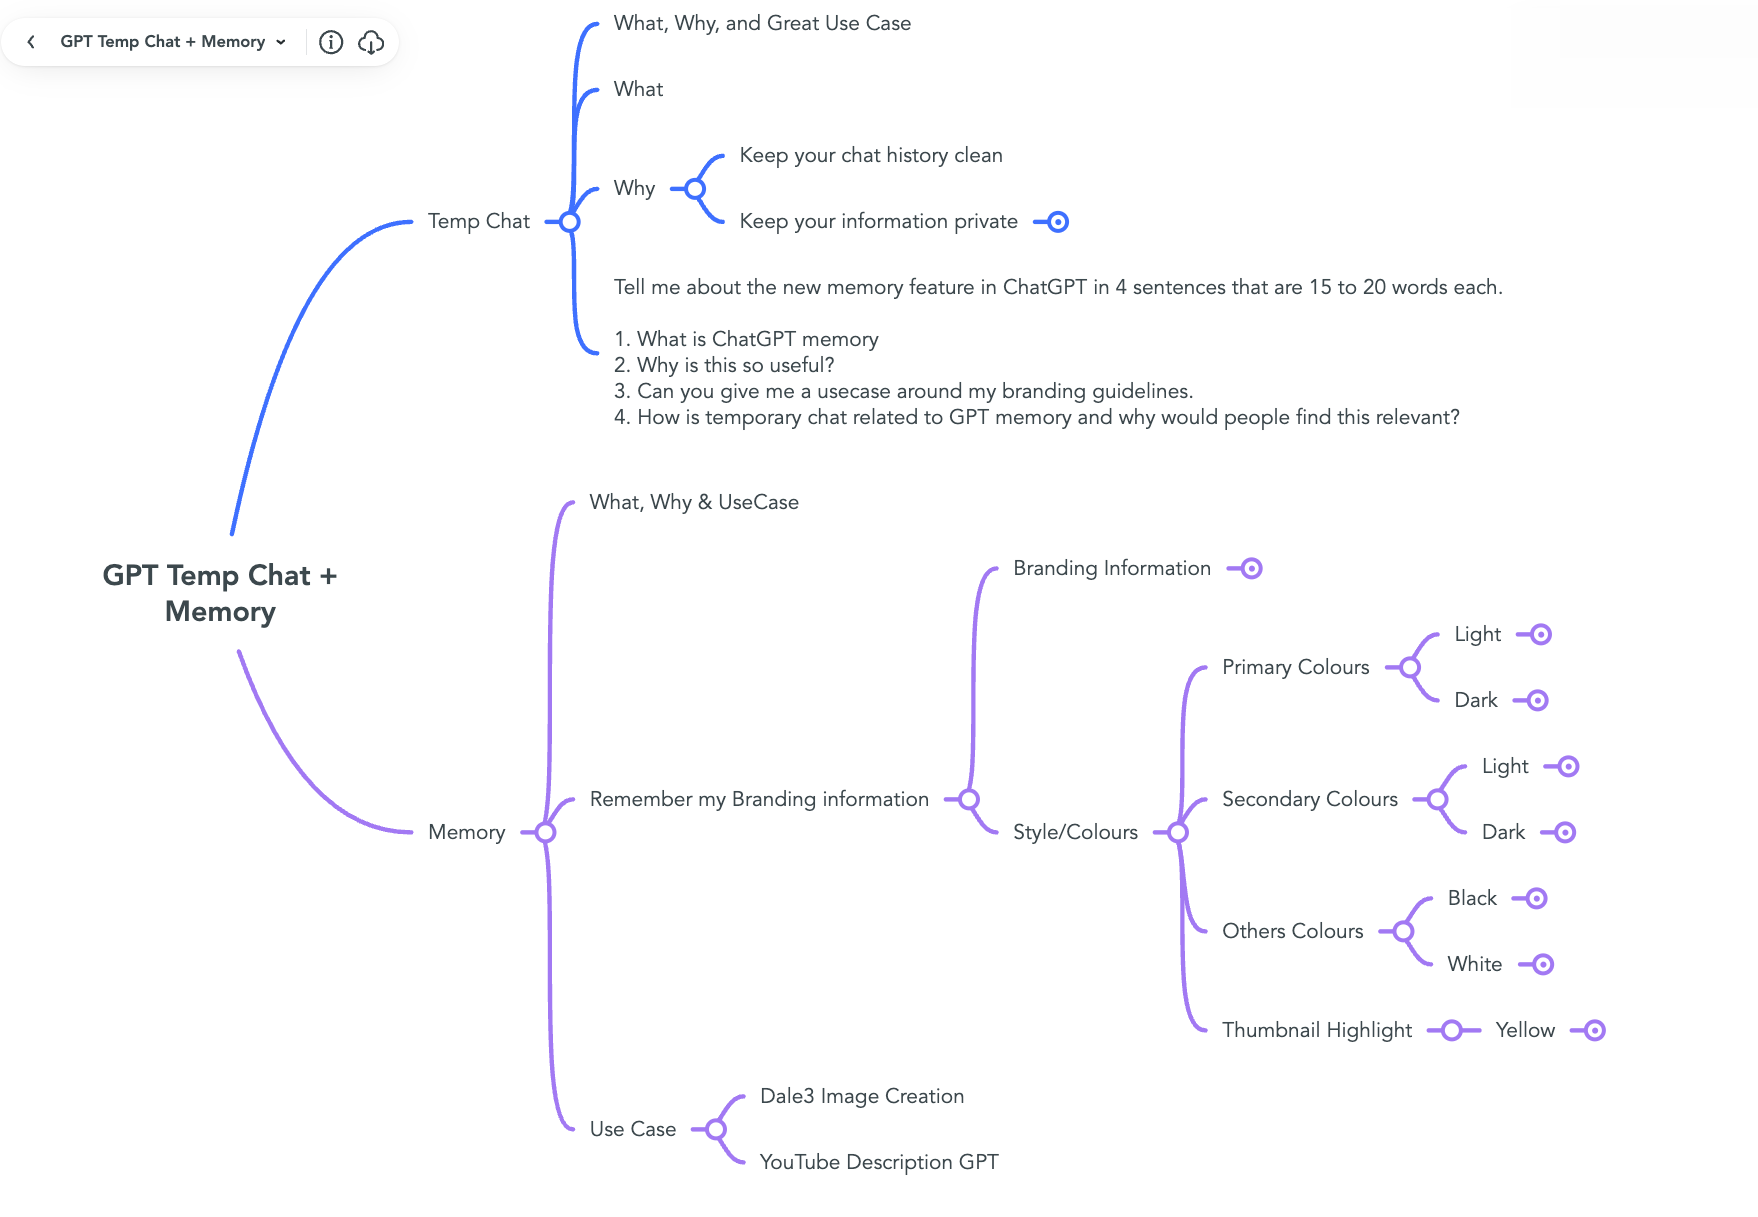 GPT Temp Chat + Memory
What, Why, and Great Use Case
What
Why
Keep your chat history clean
Keep your information private
Temp Chat
Tell me about the new memory feature in ChatGPT in 4 sentences that are 15 to 20 words each.
1. What is ChatGPT memory
2. Why is this so useful?
3. Can you give me a usecase around my branding guidelines.
4. How is temporary chat related to GPT memory and why would people find this relevant?
GPT Temp Chat +
Memory
Memory
What, Why & UseCase
Remember my Branding information
Branding Information
Style/Colours
Primary Colours
Light
Dark
Secondary Colours
Light
Dark
Others Colours
Black
White
Thumbnail Highlight
Yellow
Use Case
Dale3 Image Creation
YouTube Description GPT